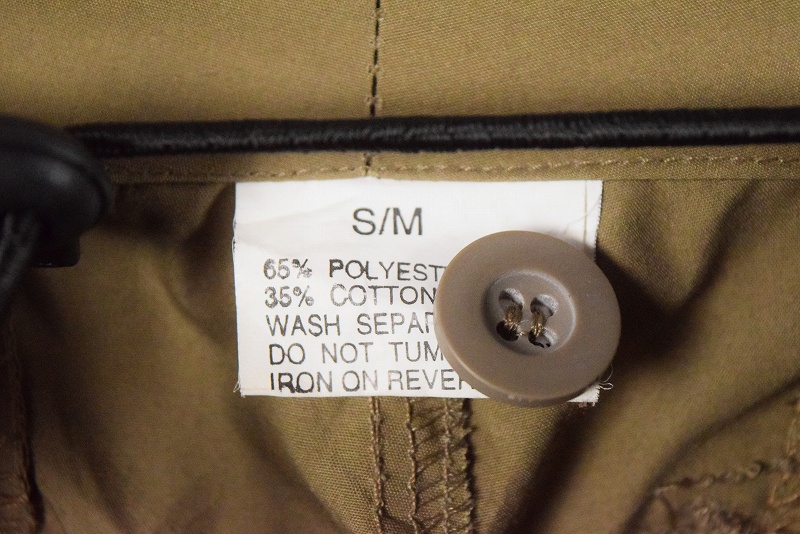 S/M
65% POLYEST
35% COTTON
WASH SEPAR
DO NOT TUM
IRON ON REVER